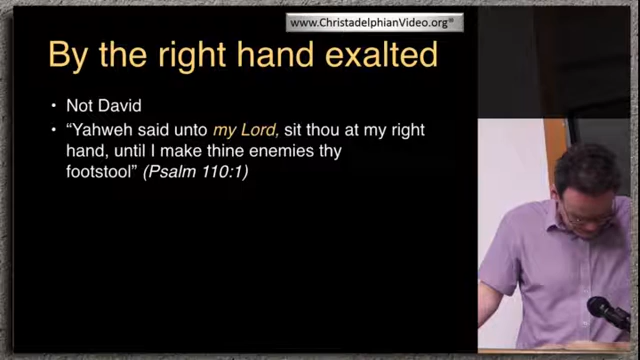 www.ChristadelphianVideo.org®
By the right hand exalted
• Not David
• “Yahweh said unto my Lord, sit thou at my right
hand, until I make thine enemies thy
footstool” (Psalm 110:1)